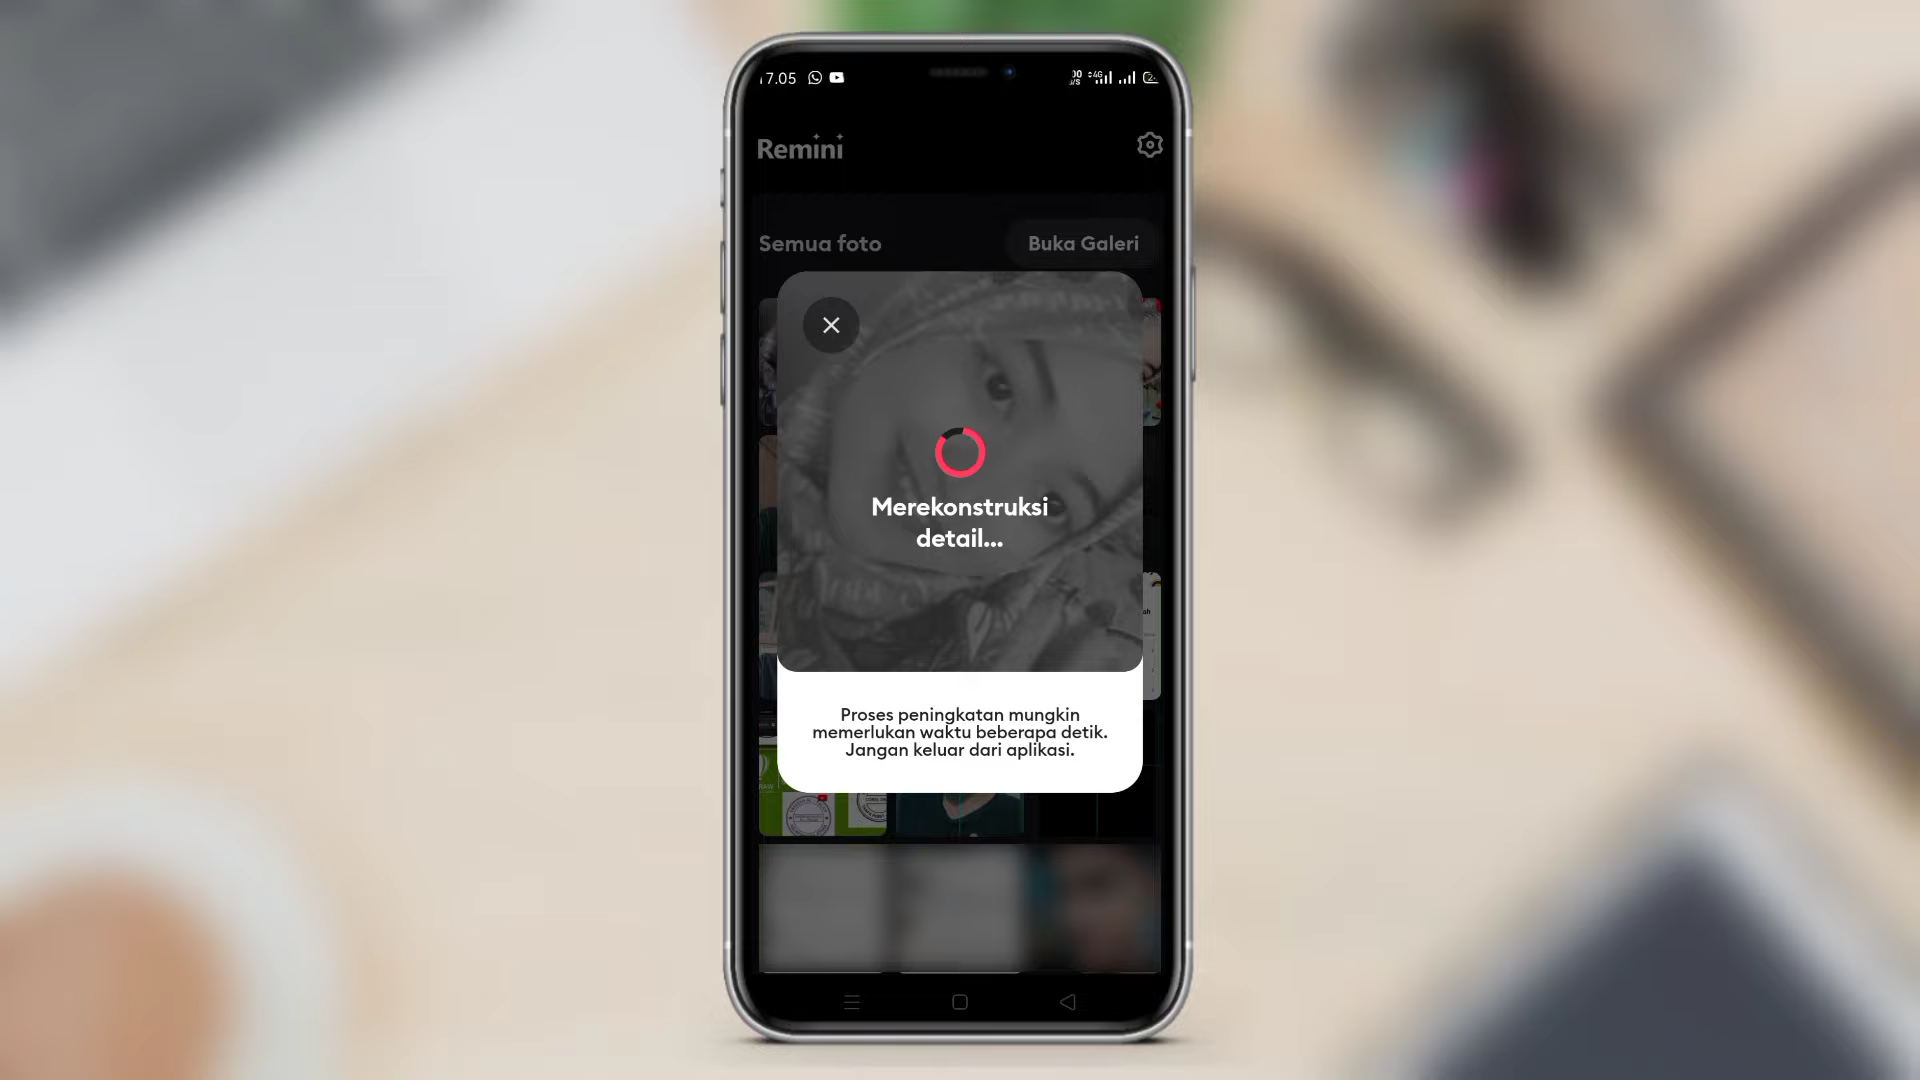 17.05
Remini
Semua foto
Buka Galeri
Merekonstruksi
detail...
Proses peningkatan mungkin
memerlukan waktu beberapa detik.
Jangan keluar dari aplikasi.